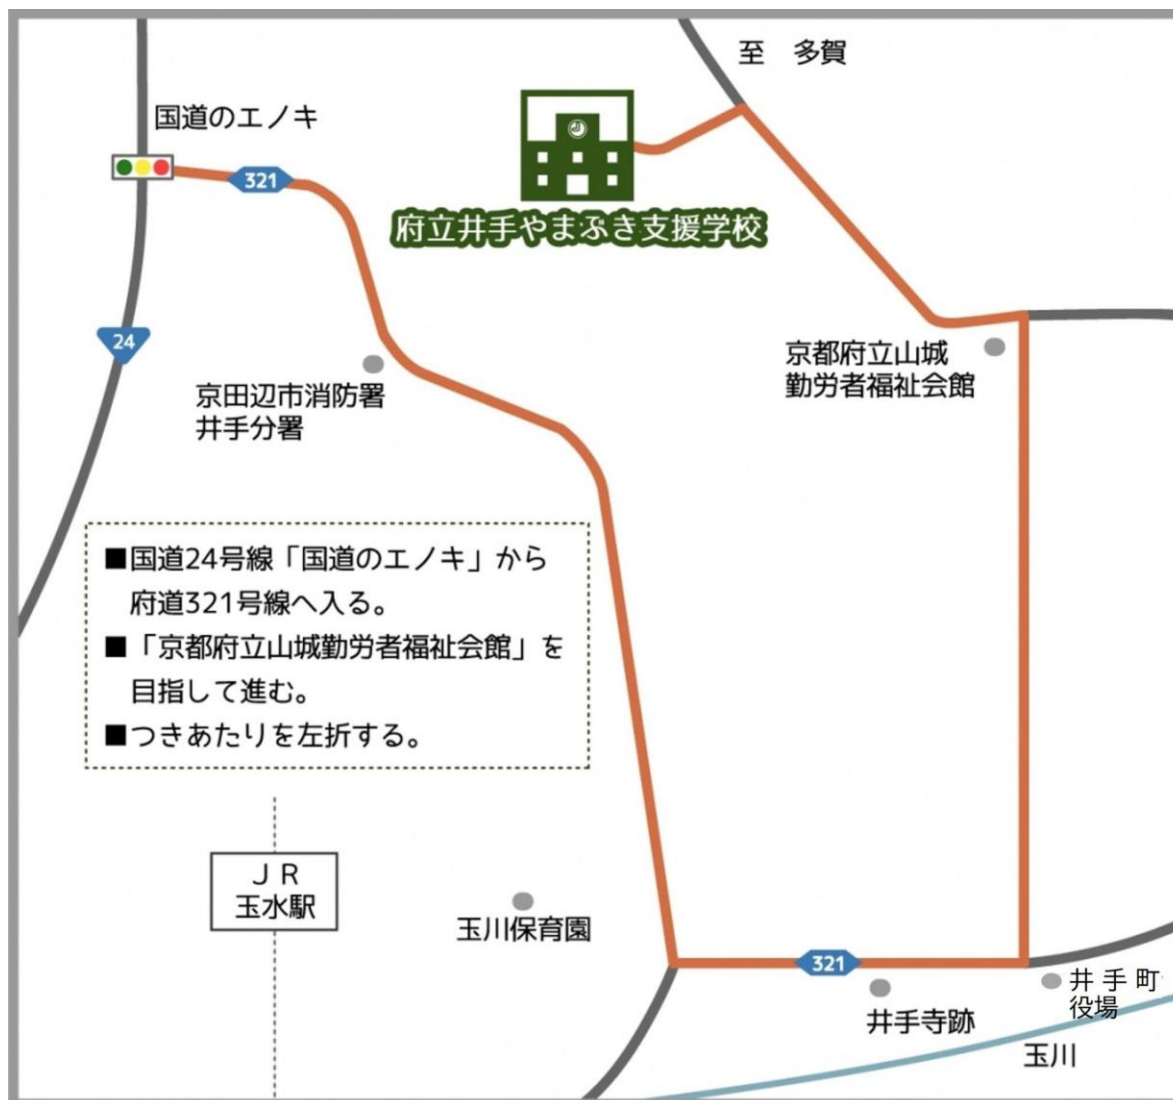 至　多賀
国道のエノキ
321
府立井手やまぶき支援学校
24
京都府立山城
勤労者福祉会館
京田辺市消防署
井手分署
■国道24号線「国道のエノキ」から
府道321号線へ入る。
■「京都府立山城勤労者福祉会館」を
目指して進む。
■つきあたりを左折する。
ＪＲ
玉水駅
玉川保育園
321
井手寺跡
井手町
役場
玉川